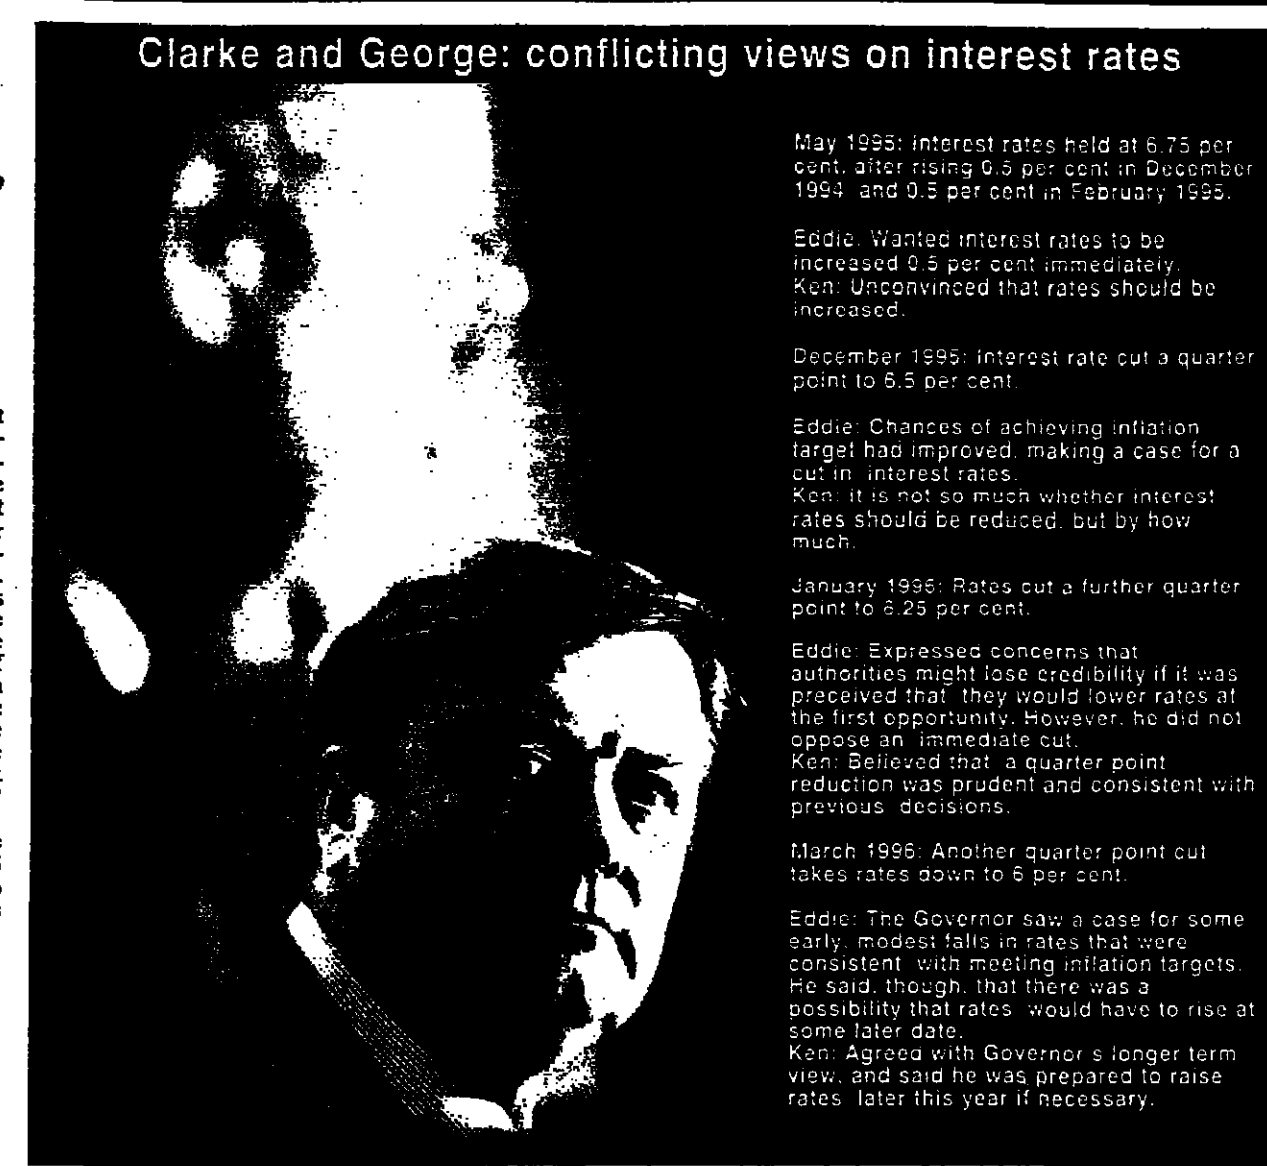 Clarke and George: conflicting views on interest rates
May 1995: interest rates held at 6.75 per
cent, after rising 0.5 per cent in December
1994 and 0.5 per cent in February 1995.
Eddie: Wanted interest rates to be
increased 0.5 per cent immediately.
Ken: Unconvinced that rates should be
increased.
December 1995: interest rate cut a quarter
point to 6.5 per cent.
Eddie: Chances of achieving inflation
target had improved, making a case for a
cut in interest rates.
Ken: it is not so much whether interest
rates should be reduced, but by how
much.
January 1996: Rates cut a further quarter
point to 6.25 per cent.
Eddie: Expressed concerns that
authorities might lose credibility if it was
preceived that they would lower rates at
the first opportunity. However, he did not
oppose an immediate cut.
Ken: Believed that a quarter point
reduction was prudent and consistent with
previous decisions.
March 1996: Another quarter point cut
takes rates down to 6 per cent.
Eddie: The Governor saw a case for some
early, modest falls in rates that were
consistent with meeting inflation targets.
He said, though, that there was a
possibility that rates would have to rise at
some later date.
Ken: Agreed with Governor s longer term
view, and said he was prepared to raise
rates later this year if necessary.